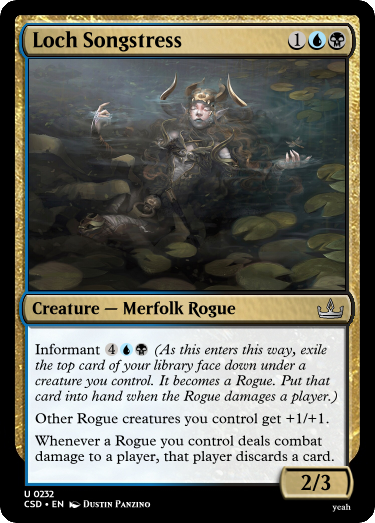 Loch Songstress 1
Creature — Merfolk Rogue
Informant 4 (As this enters this way, exile
the top card of your library face down under a
creature you control. It becomes a Rogue. Put that
card into hand when the Rogue damages a player.)
Other Rogue creatures you control get +1/+1.
Whenever a Rogue you control deals combat
damage to a player, that player discards a card.
2/3
U 0232
CSD • EN Dustin Panzino
yeah